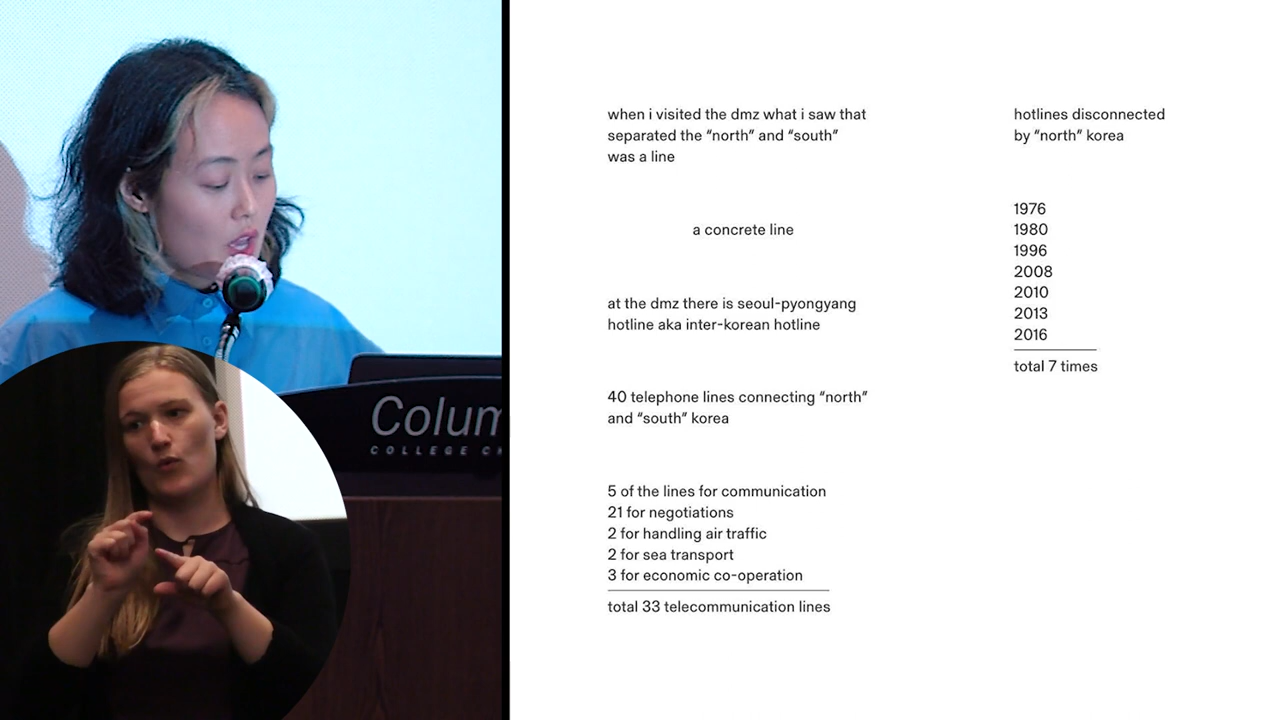 when i visited the dmz what i saw that
separated the “north” and “south”
was a line
a concrete line
at the dmz there is seoul-pyongyang
hotline aka inter-korean hotline
40 telephone lines connecting “north”
and “south” korea
5 of the lines for communication
21 for negotiations
2 for handling air traffic
2 for sea transport
3 for economic co-operation
total 33 telecommunication lines
hotlines disconnected
by “north” korea
1976
1980
1996
2008
2010
2013
2016
total 7 times
Colum
COLLEGE CH